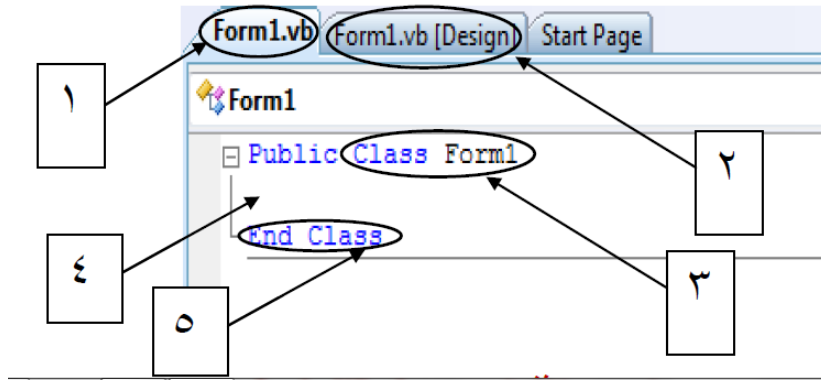 Form1.vb Form1.vb [Design] Start Page
١
Form1
Public Class Form1
٢
٤
End Class
٣
٥